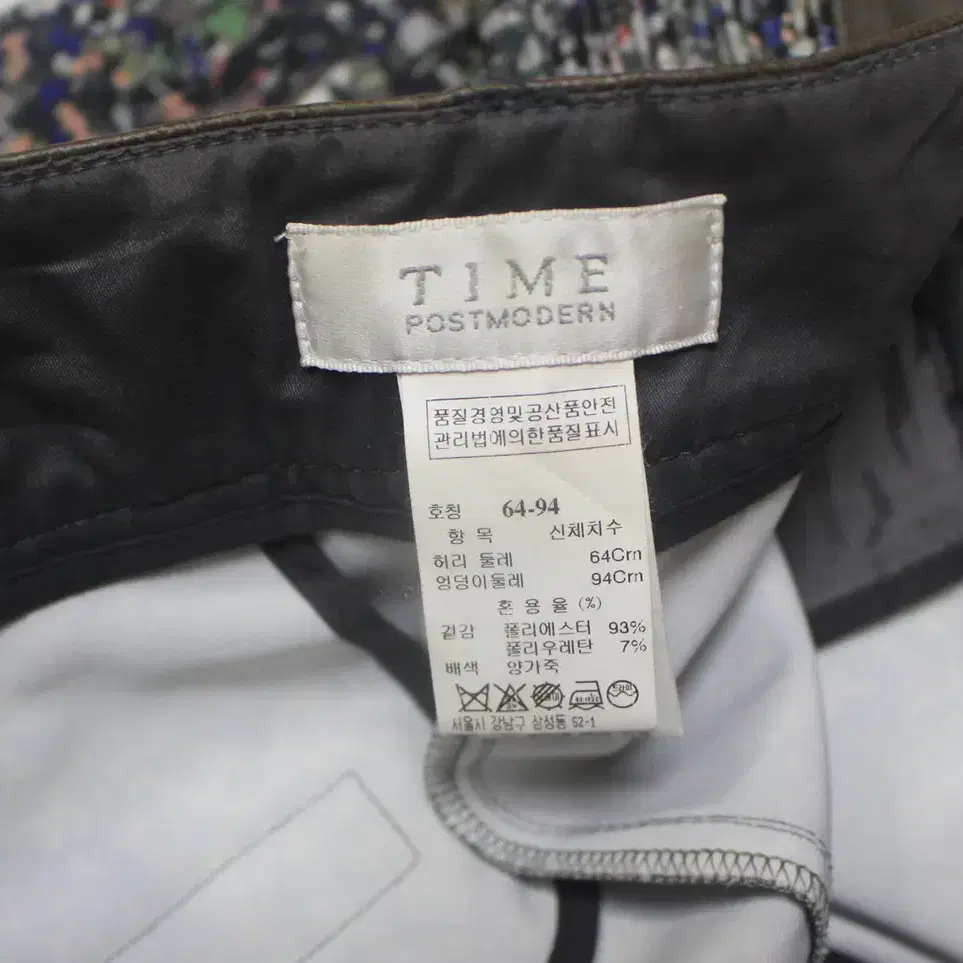 TIME
POSTMODERN
품질경영및공산품안전
관리법에의한품질표시
호칭 64-94
항 목 신체치수
허리 둘레 64Cm
엉덩이둘레 94Cm
혼 용 율 (%)
겉감 폴리에스터 93%
폴리우레탄 7%
배색 양가죽
드라이
서울시 강남구 삼성동 52-1